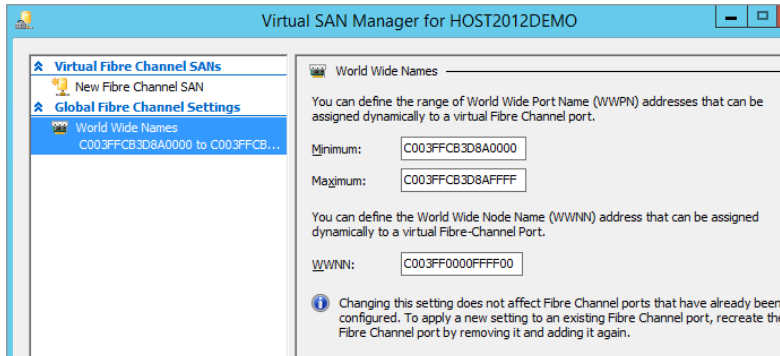 Virtual SAN Manager for HOST2012DEMO
Virtual Fibre Channel SANs
New Fibre Channel SAN
Global Fibre Channel Settings
World Wide Names
C003FFCB3D8A0000 to C003FFCB...
World Wide Names
You can define the range of World Wide Port Name (WWPN) addresses that can be
assigned dynamically to a virtual Fibre Channel port.
Minimum: C003FFCB3D8A0000
Maximum: C003FFCB3D8AFFFF
You can define the World Wide Node Name (WWNN) address that can be assigned
dynamically to a virtual Fibre-Channel Port.
WWNN: C003FF0000FFFF00
Changing this setting does not affect Fibre Channel ports that have already been
configured. To apply a new setting to an existing Fibre Channel port, recreate the
Fibre Channel port by removing it and adding it again.